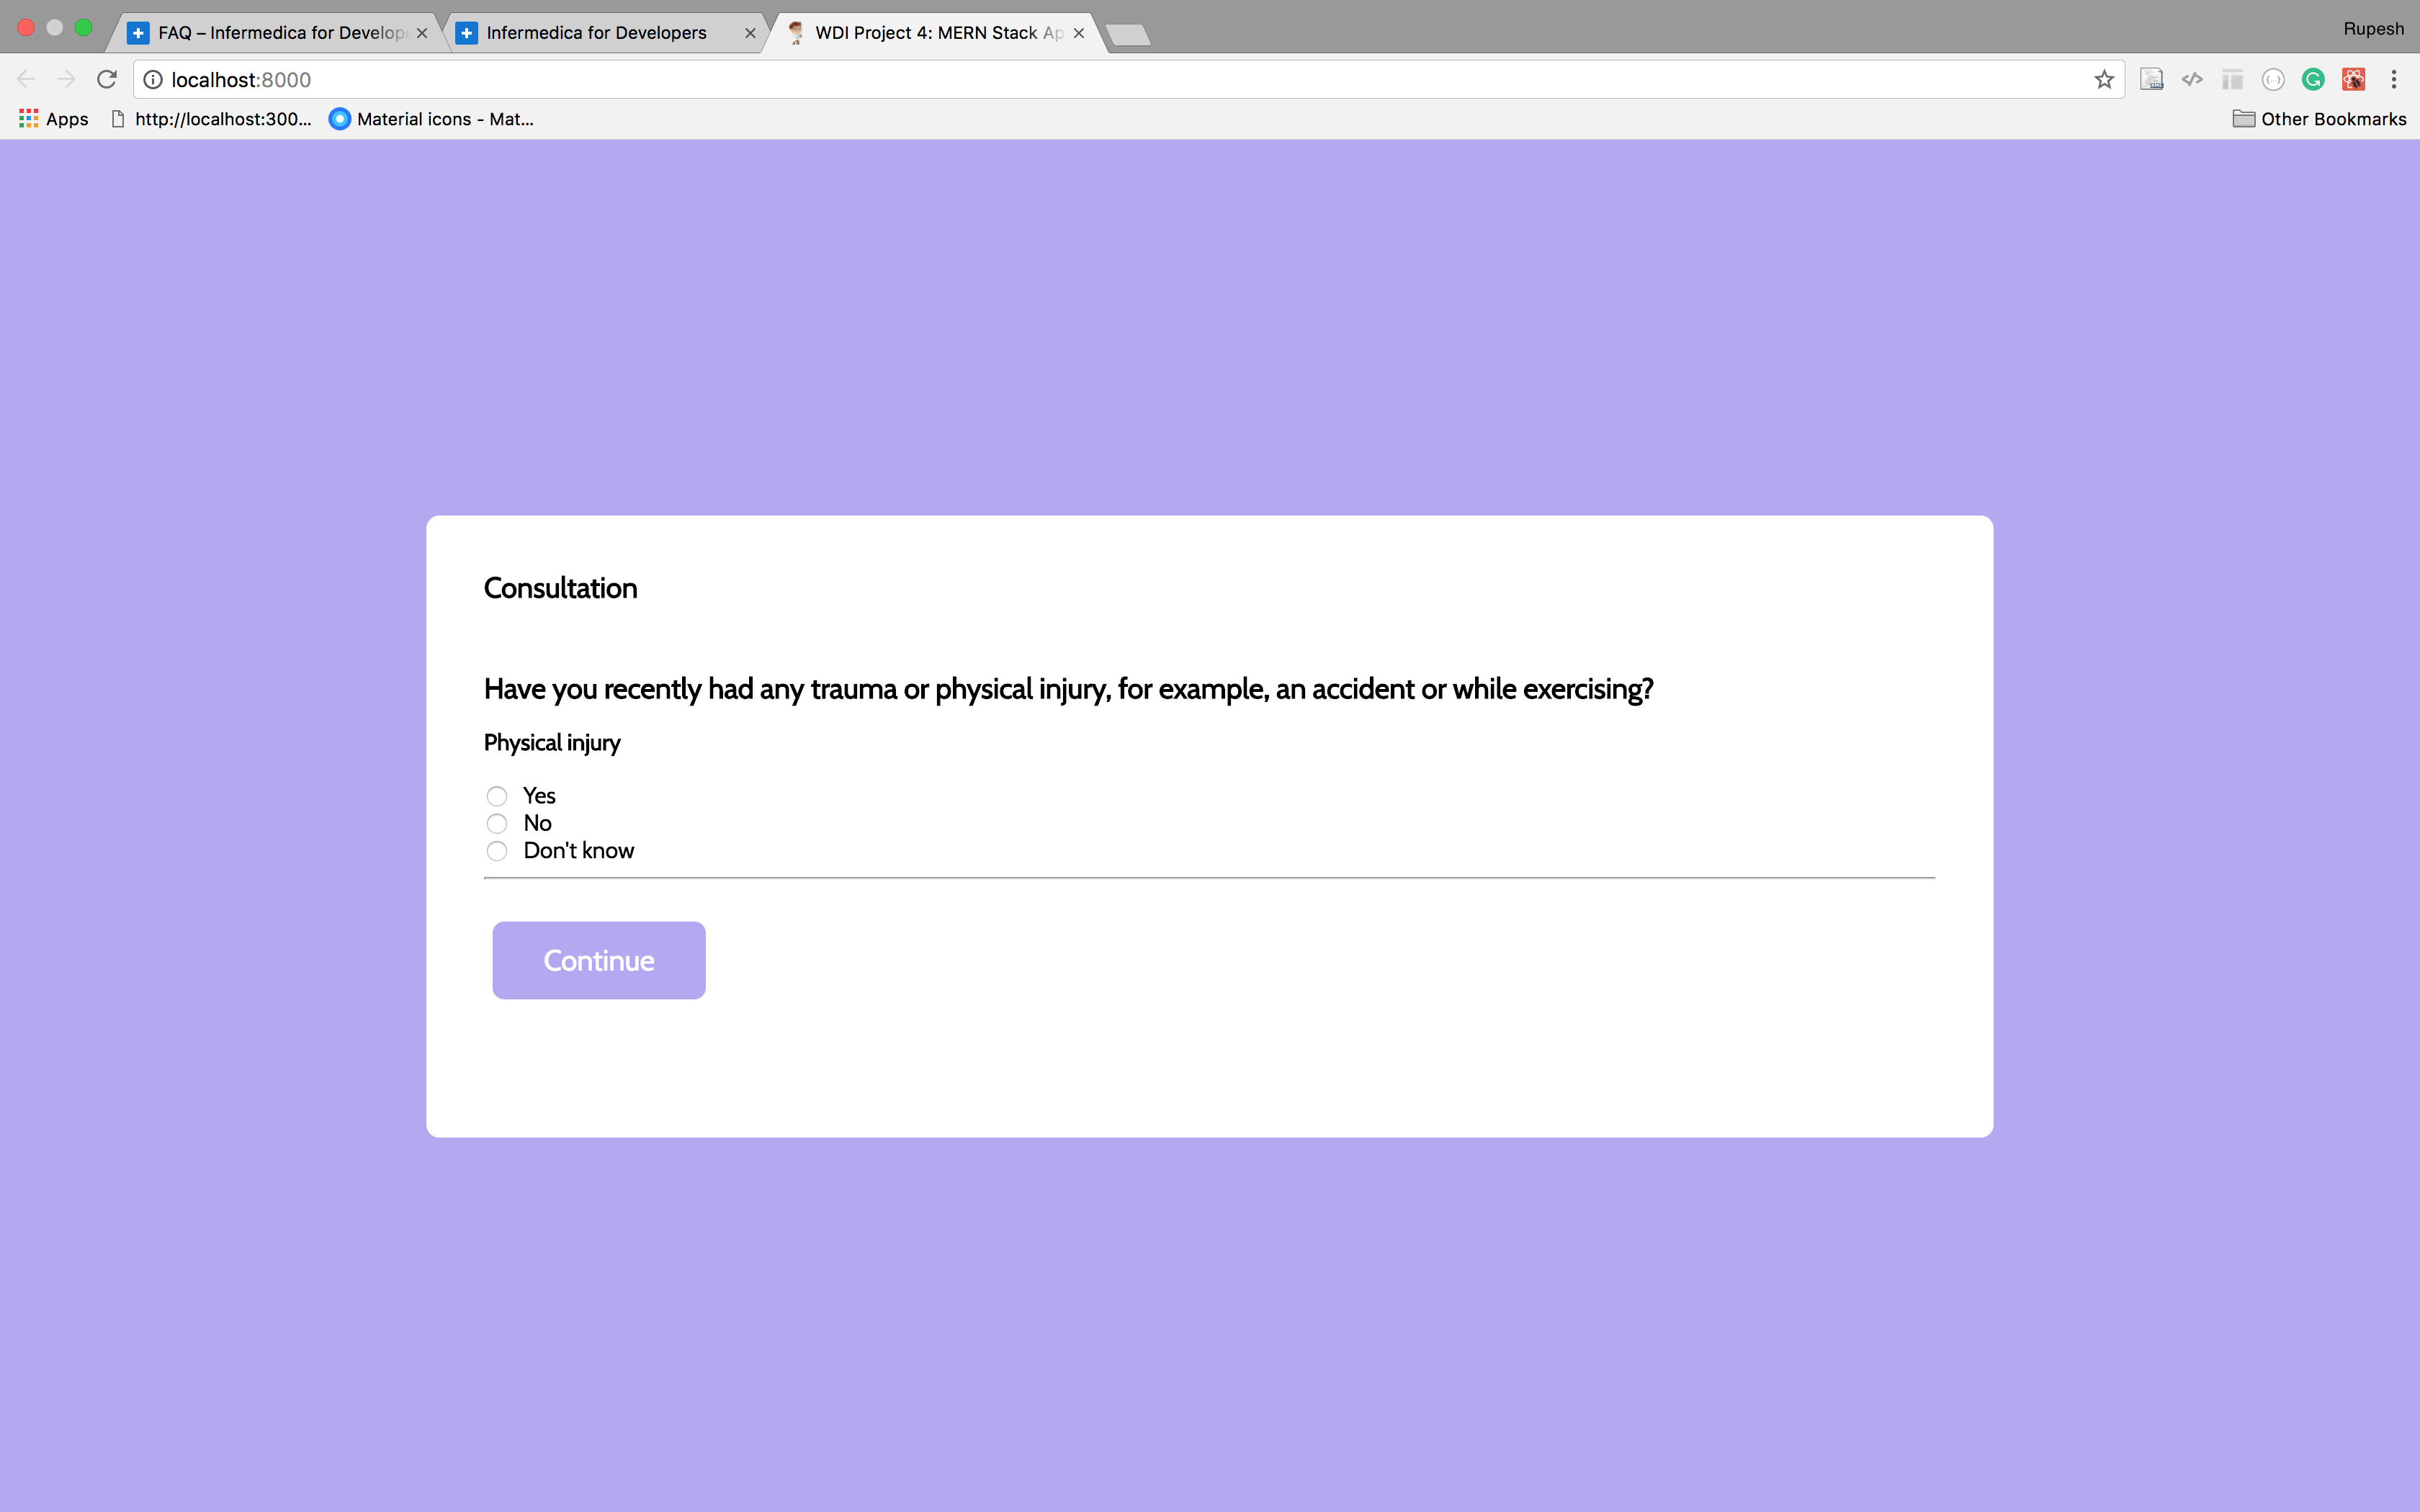 FAQ – Infermedica for Develop
Infermedica for Developers
WDI Project 4: MERN Stack Ap
Rupesh
localhost:8000
Apps
http://localhost:300...
Material icons - Mat...
Other Bookmarks
Consultation
Have you recently had any trauma or physical injury, for example, an accident or while exercising?
Physical injury
Yes
No
Don't know
Continue